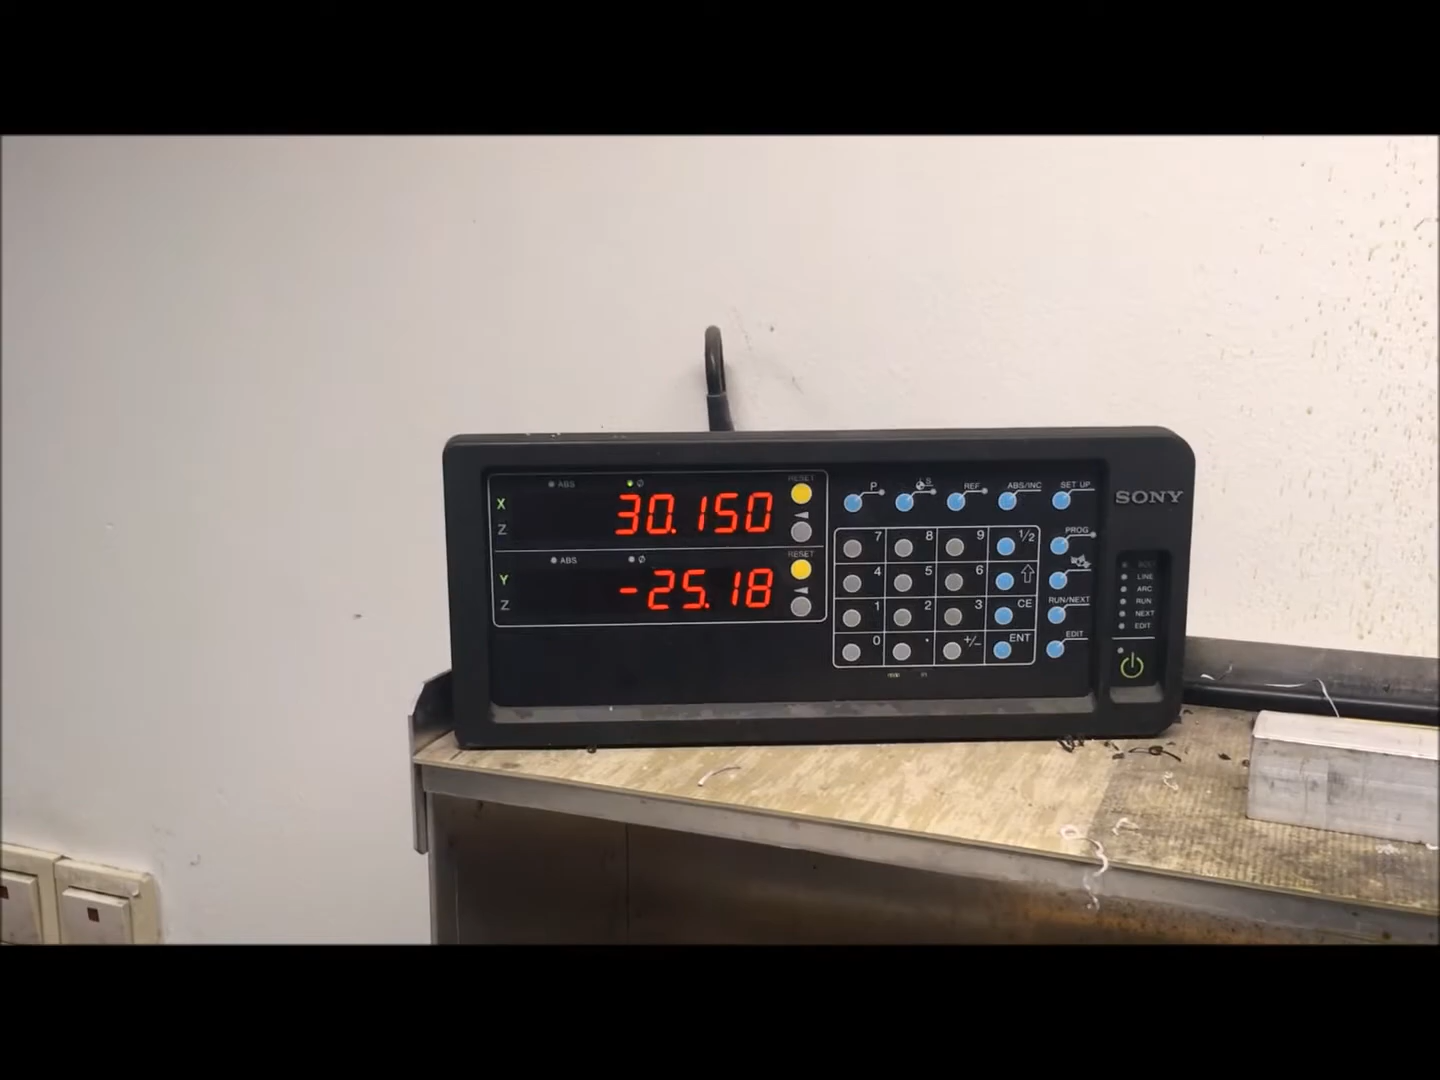 ABS Ø RESET
X 30.150
Z
ABS Ø RESET
Y -25.18
Z
P REF ABS/INC SET UP
7 8 9 1/2 PROG
4 5 6
1 2 3 CE RUN/NEXT
0 . +/- ENT EDIT
SONY
LINE
ARC
RUN
NEXT
EDIT